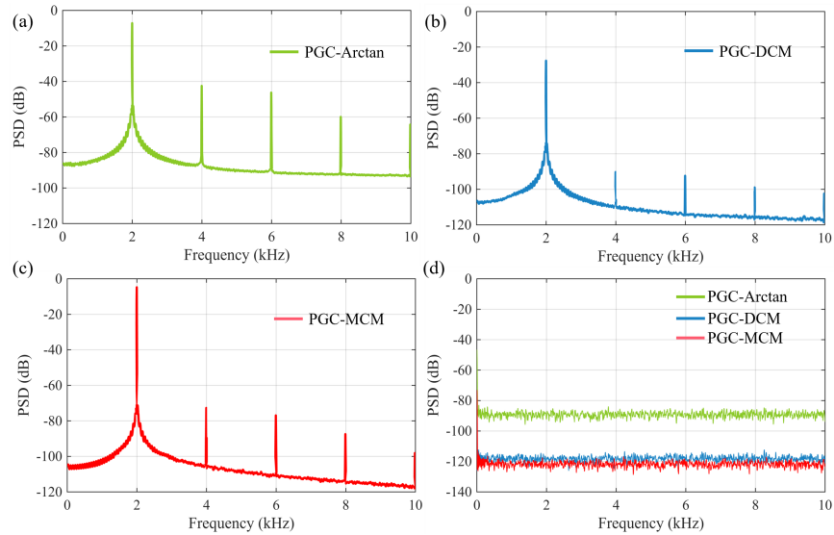 (a)
0
-20
-40
-60
-80
-100
-120
PSD (dB)
PGC-Arctan
0
2
4
6
8
10
Frequency (kHz)
(b)
0
-20
-40
-60
-80
-100
-120
PSD (dB)
PGC-DCM
0
2
4
6
8
10
Frequency (kHz)
(c)
0
-20
-40
-60
-80
-100
-120
PSD (dB)
PGC-MCM
0
2
4
6
8
10
Frequency (kHz)
(d)
0
-20
-40
-60
-80
-100
-120
-140
PSD (dB)
PGC-Arctan
PGC-DCM
PGC-MCM
0
2
4
6
8
10
Frequency (kHz)